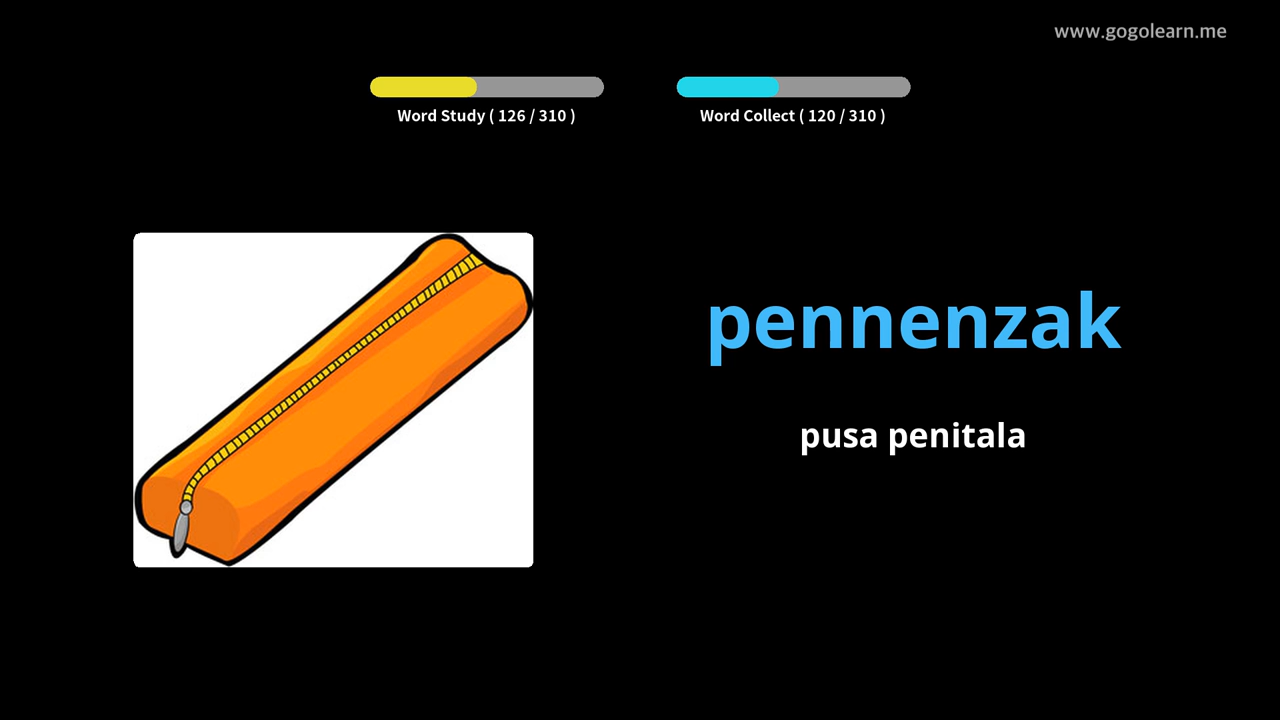 www.gogolearn.me
Word Study ( 126 / 310 )
Word Collect ( 120 / 310 )
pennenzak
pusa penitala